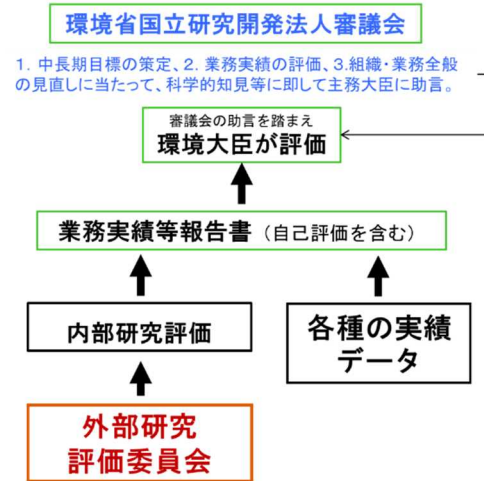 環境省国立研究開発法人審議会
1. 中長期目標の策定、2. 業務実績の評価、3.組織・業務全般
の見直しに当たって、科学的知見等に即して主務大臣に助言。
審議会の助言を踏まえ
環境大臣が評価
業務実績等報告書（自己評価を含む）
内部研究評価
各種の実績
データ
外部研究
評価委員会